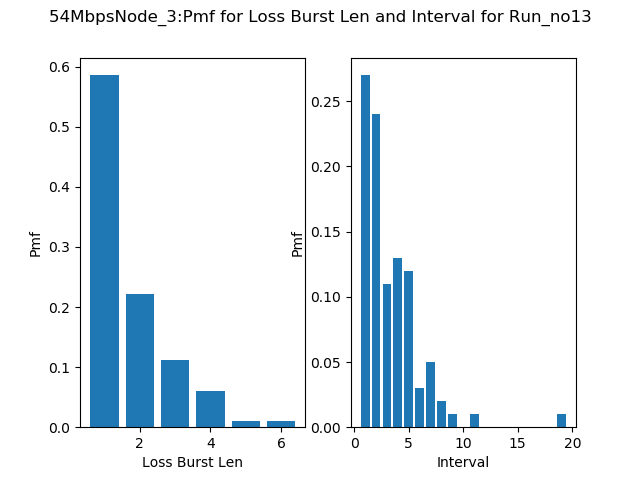 54MbpsNode_3:Pmf for Loss Burst Len and Interval for Run_no13
0.6
0.5
0.4
0.3
0.2
0.1
0.0
Pmf
2 4 6
Loss Burst Len
0.25
0.20
0.15
0.10
0.05
0.00
Pmf
0 5 10 15 20
Interval